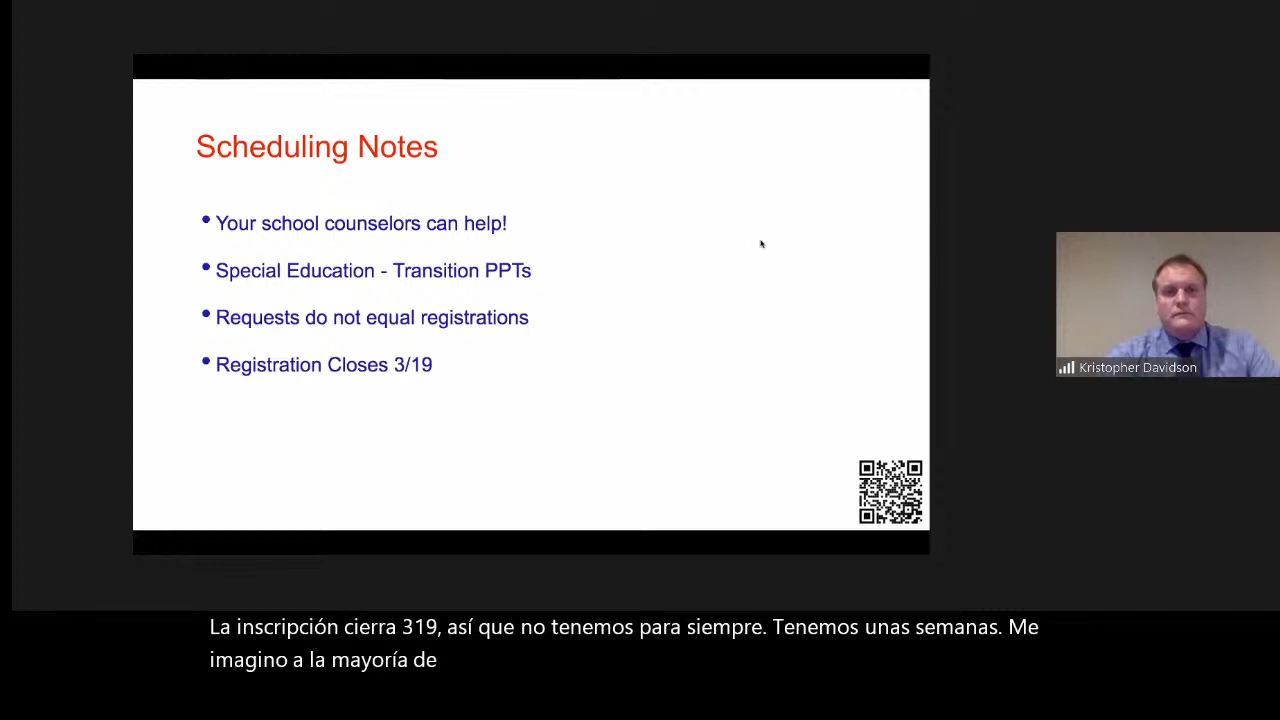 Scheduling Notes
• Your school counselors can help!
• Special Education - Transition PPTs
• Requests do not equal registrations
• Registration Closes 3/19
Kristopher Davidson
La inscripción cierra 319, así que no tenemos para siempre. Tenemos unas semanas. Me
imagino a la mayoría de